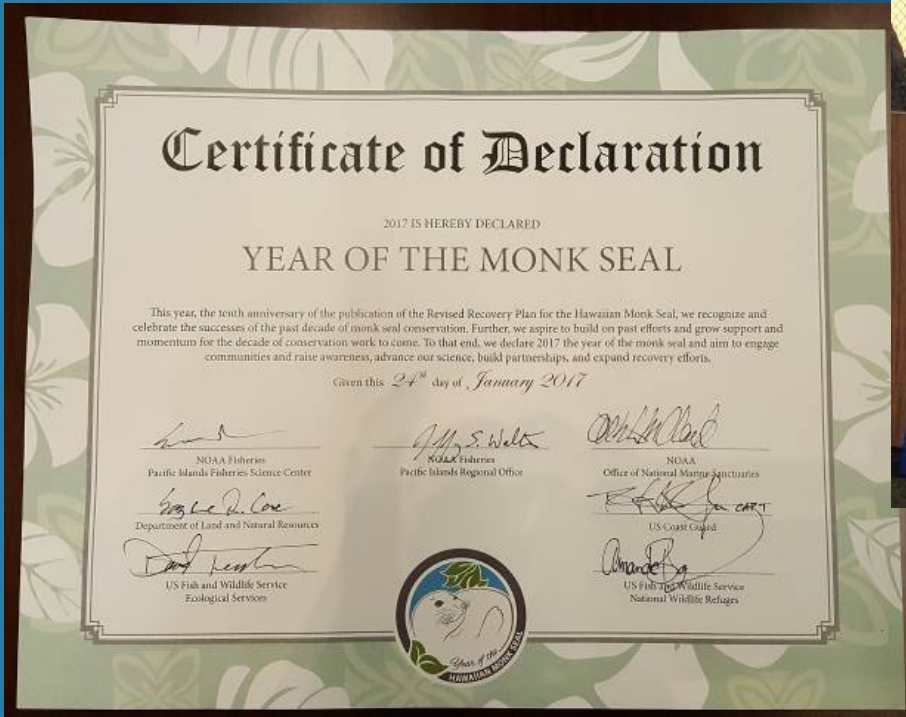 Certificate of Declaration
2017 IS HEREBY DECLARED
YEAR OF THE MONK SEAL
This year, the tenth anniversary of the publication of the Revised Recovery Plan for the Hawaiian Monk Seal, we recognize and
celebrate the successes of the past decade of monk seal conservation. Further, we aspire to build on past efforts and grow support and
momentum for the decade of conservation work to come. To that end, we declare 2017 the year of the monk seal and aim to engage
communities and raise awareness, advance our science, build partnerships, and expand recovery efforts.
Given this 24th day of January 2017
NOAA Fisheries
Pacific Islands Fisheries Science Center
S. Walt
NOAA Fisheries
Pacific Islands Regional Office
NOAA
Office of National Marine Sanctuaries
Department of Land and Natural Resources
CAPT
US Coast Guard
David
US Fish and Wildlife Service
Ecological Services
Amanda
US Fish and Wildlife Service
National Wildlife Refuges
Year of the
HAWAIIAN MONK SEAL